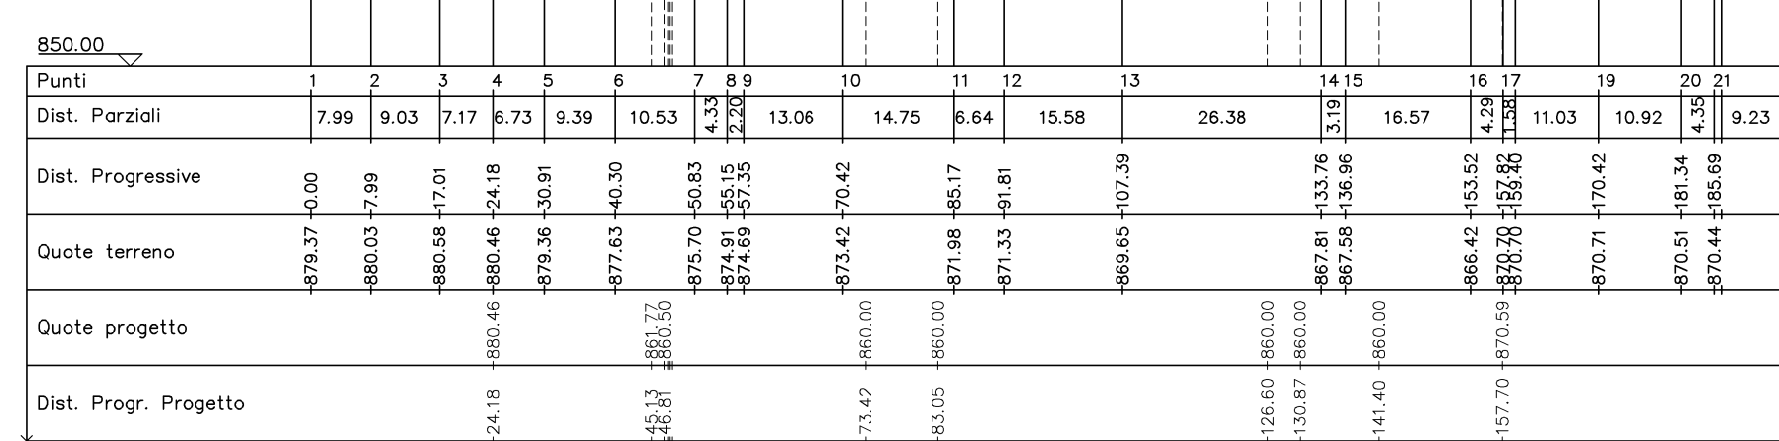 850.00
Punti 1 2 3 4 5 6 7 8 9 10 11 12 13 14 15 16 17 19 20 21
Dist. Parziali 7.99 9.03 7.17 6.73 9.39 10.53 4.33 2.20 13.06 14.75 6.64 15.58 26.38 3.19 16.57 4.29 1.58 11.03 10.92 4.35 9.23
Dist. Progressive 0.00 7.99 17.01 24.18 30.91 40.30 50.83 55.15 57.35 70.42 85.17 91.81 107.39 133.76 136.96 153.52 157.82 159.40 170.42 181.34 185.69
Quote terreno 879.37 880.03 880.58 880.46 879.36 877.63 875.70 874.91 874.69 873.42 871.98 871.33 869.65 867.81 867.58 866.42 870.70 870.70 870.71 870.51 870.44
Quote progetto 880.46 861.77 860.50 860.00 860.00 860.00 860.00 860.00 870.59
Dist. Progr. Progetto 24.18 45.13 46.81 73.42 83.05 126.60 130.87 141.40 157.70